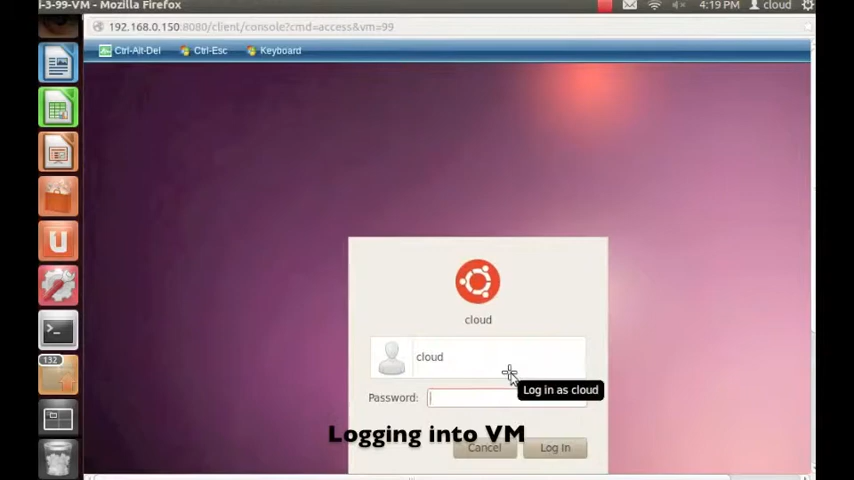 i-3-99-VM - Mozilla Firefox
4:19 PM
cloud
192.168.0.150:8080/client/console?cmd=access&vm=99
Ctrl-Alt-Del
Ctrl-Esc
Keyboard
cloud
cloud
Log in as cloud
Password:
Logging into VM
Cancel
Log In
132